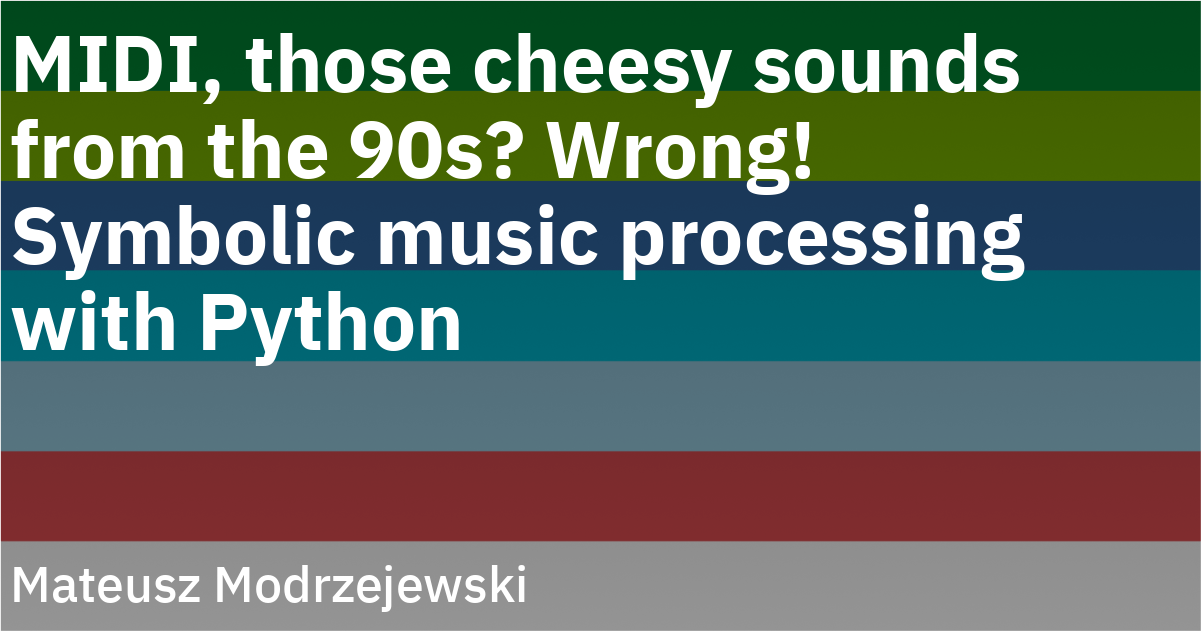 MIDI, those cheesy sounds
from the 90s? Wrong!
Symbolic music processing
with Python
Mateusz Modrzejewski